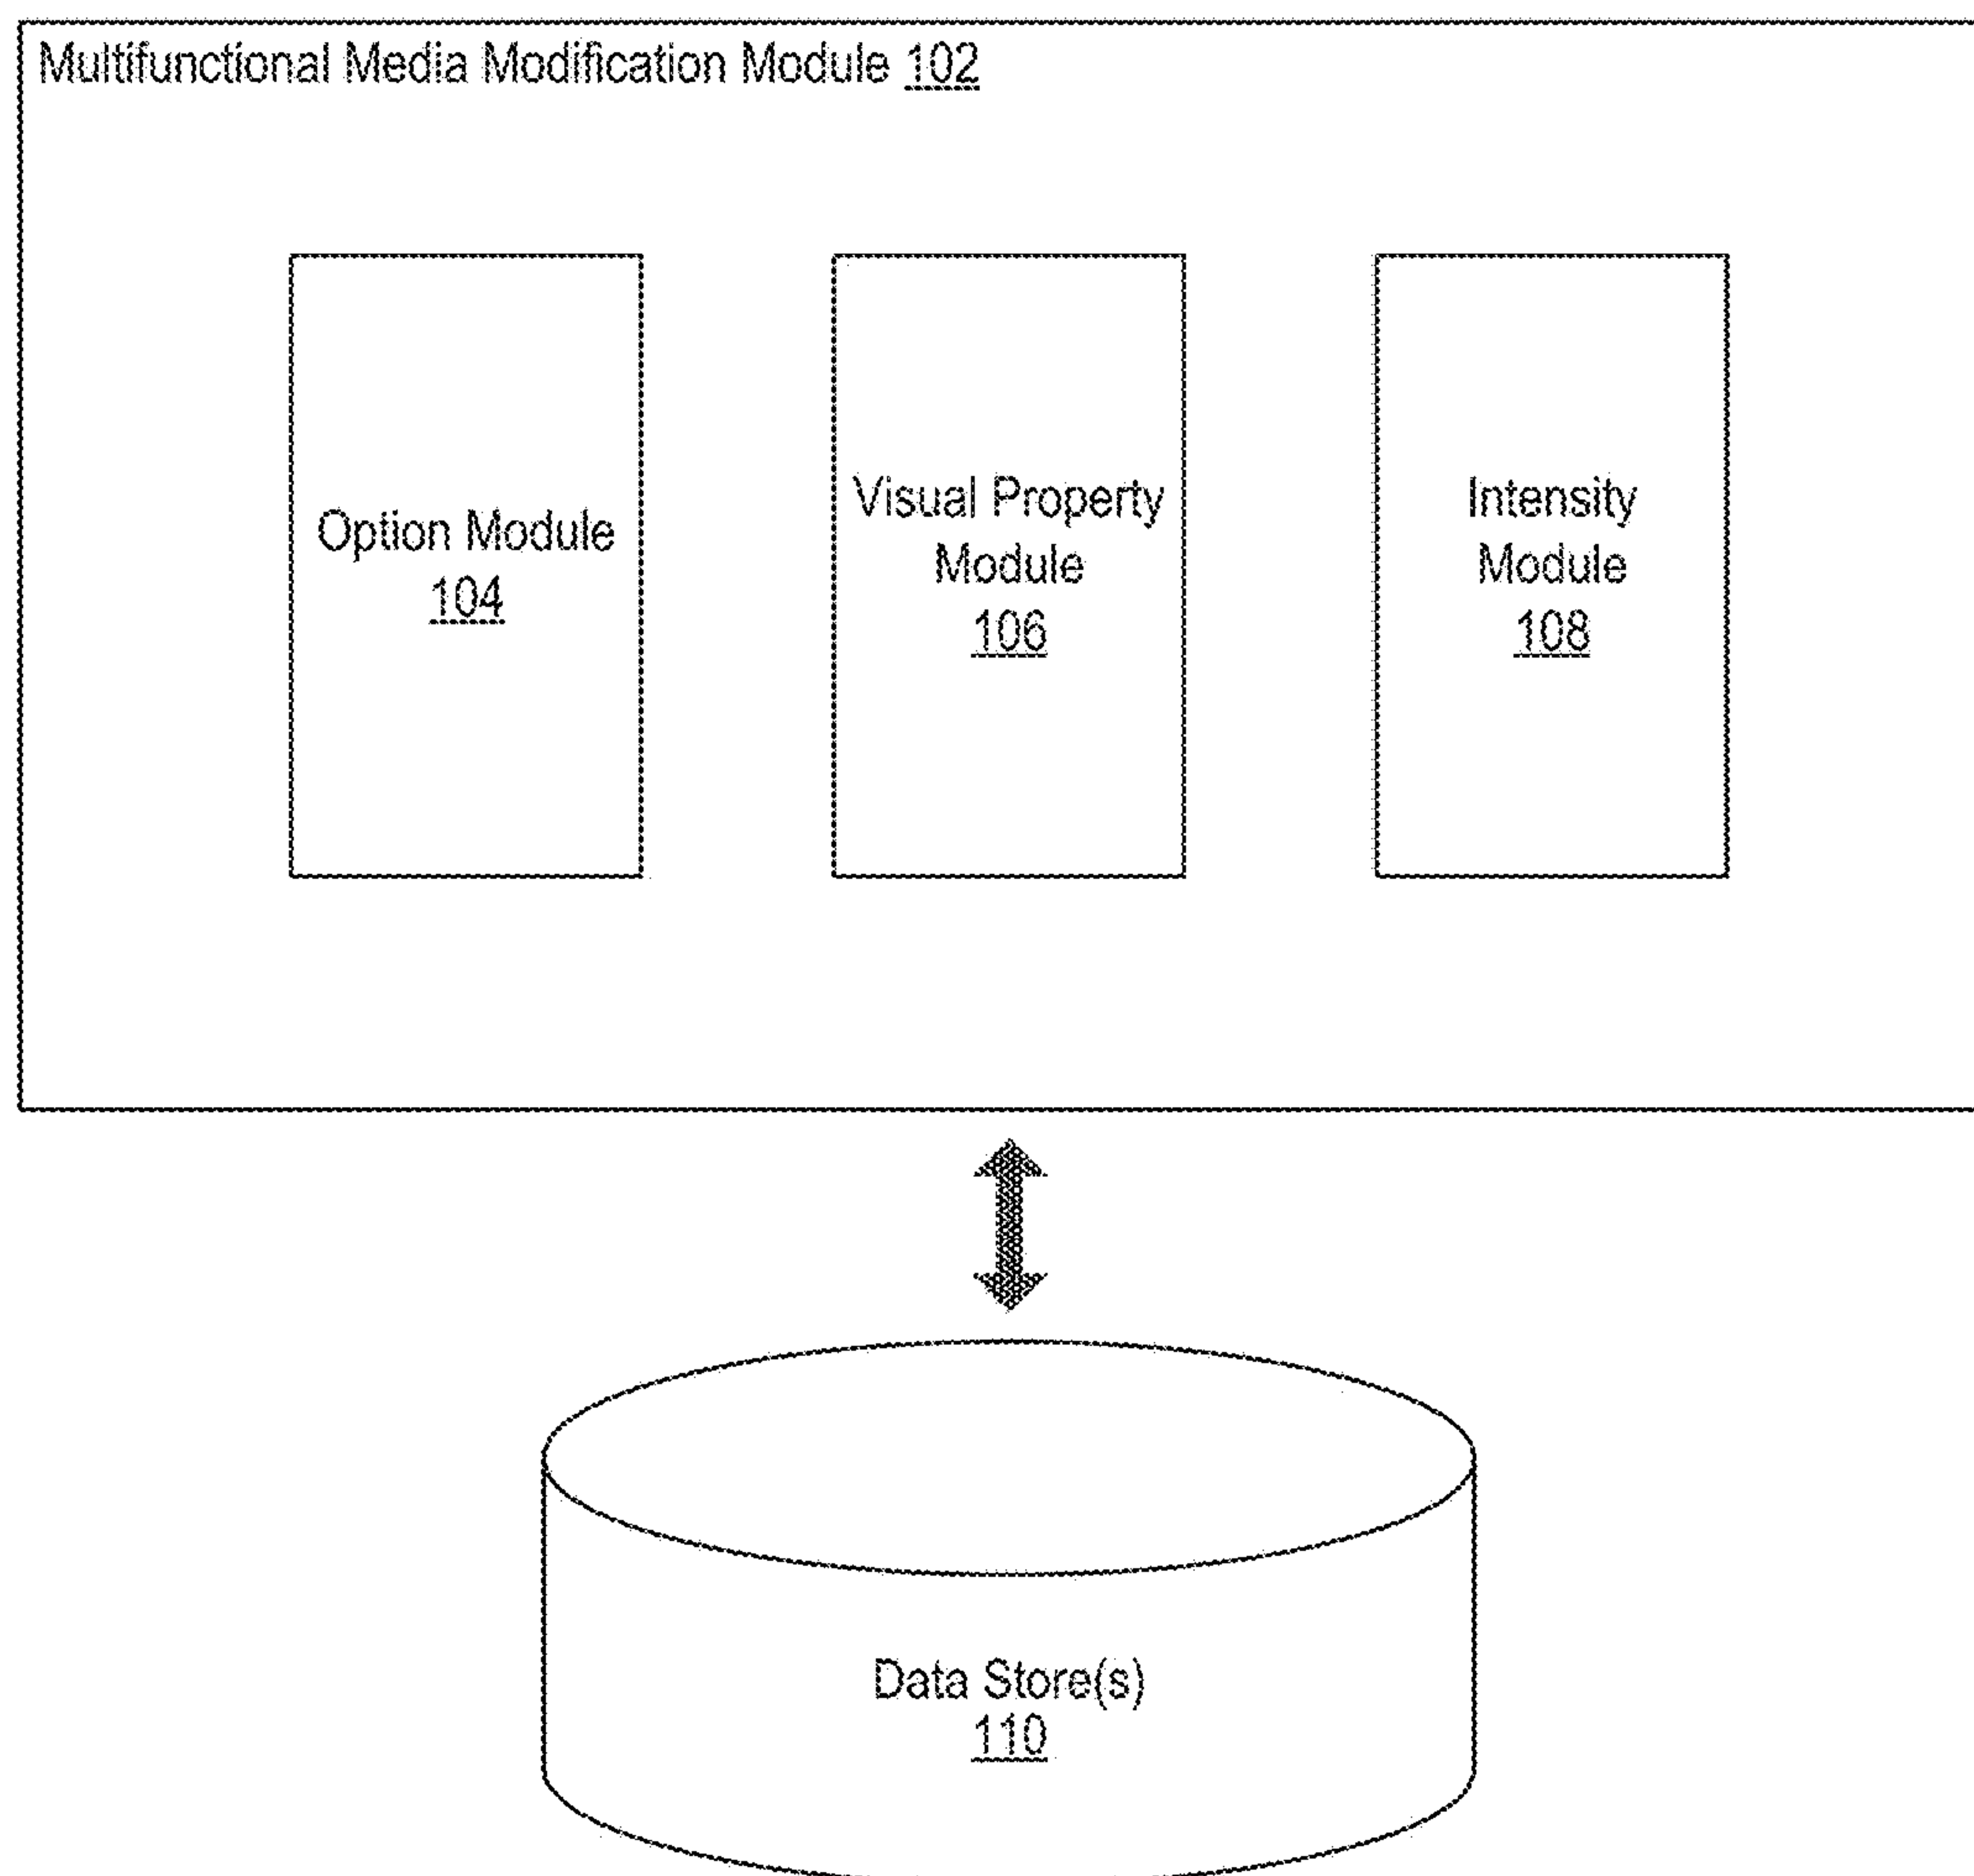 Multifunctional Media Modification Module 102
Option Module
104
Visual Property
Module
106
Intensity
Module
108
Data Store(s)
110